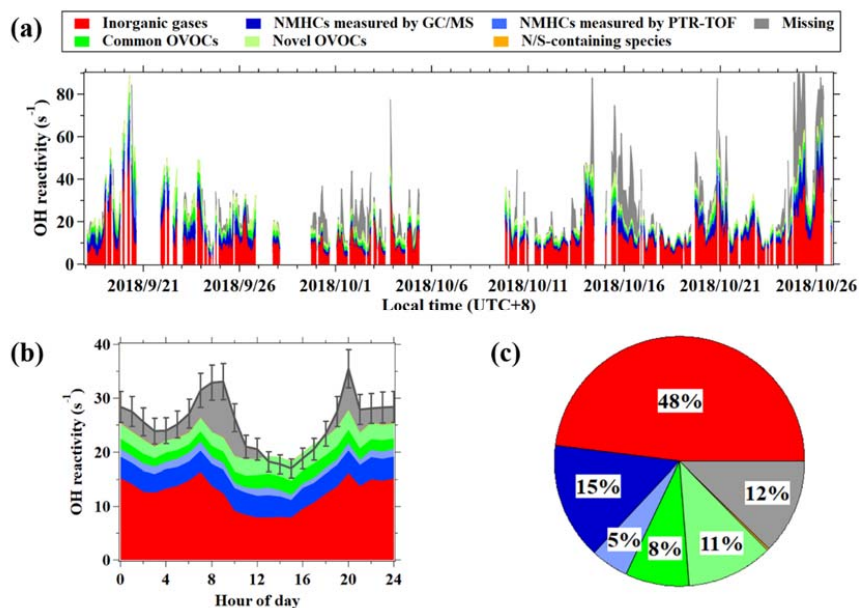 (a)
Inorganic gases NMHCs measured by GC/MS NMHCs measured by PTR-TOF Missing
Common OVOCs Novel OVOCs N/S-containing species
OH reactivity (s⁻¹)
80
60
40
20
0
2018/9/21 2018/9/26 2018/10/1 2018/10/6 2018/10/11 2018/10/16 2018/10/21 2018/10/26
Local time (UTC+8)
(b)
OH reactivity (s⁻¹)
40
30
20
10
0
0 4 8 12 16 20 24
Hour of day
(c)
48%
15%
12%
5%
8%
11%